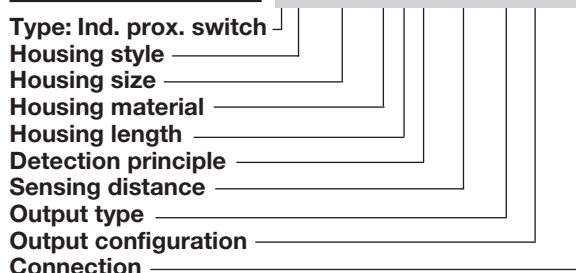 Type: Ind. prox. switch
Housing style
Housing size
Housing material
Housing length
Detection principle
Sensing distance
Output type
Output configuration
Connection